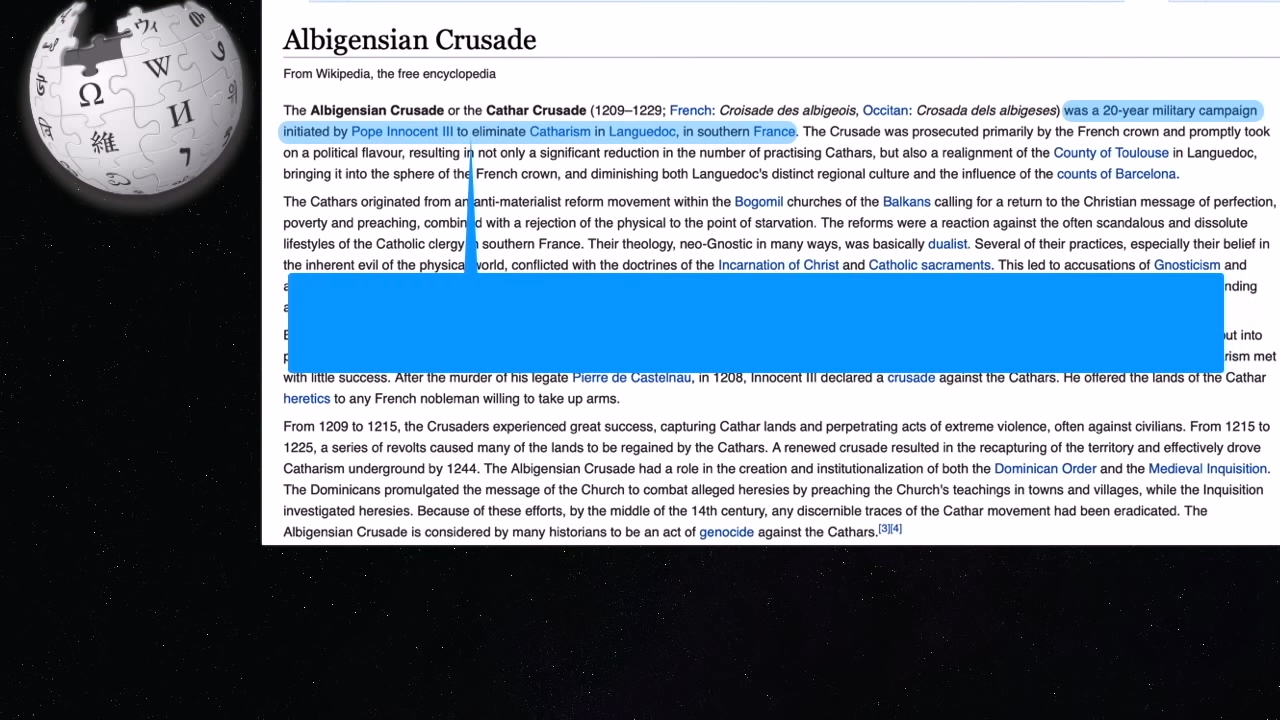 Ω
ウィ
W
И
維
위
7
Albigensian Crusade
From Wikipedia, the free encyclopedia
The Albigensian Crusade or the Cathar Crusade (1209–1229; French: Croisade des albigeois, Occitan: Crosada dels albigeses) was a 20-year military campaign
initiated by Pope Innocent III to eliminate Catharism in Languedoc, in southern France. The Crusade was prosecuted primarily by the French crown and promptly took
on a political flavour, resulting in not only a significant reduction in the number of practising Cathars, but also a realignment of the County of Toulouse in Languedoc,
bringing it into the sphere of the French crown, and diminishing both Languedoc's distinct regional culture and the influence of the counts of Barcelona.
The Cathars originated from an anti-materialist reform movement within the Bogomil churches of the Balkans calling for a return to the Christian message of perfection,
poverty and preaching, combined with a rejection of the physical to the point of starvation. The reforms were a reaction against the often scandalous and dissolute
lifestyles of the Catholic clergy in southern France. Their theology, neo-Gnostic in many ways, was basically dualist. Several of their practices, especially their belief in
the inherent evil of the physical world, conflicted with the doctrines of the Incarnation of Christ and Catholic sacraments. This led to accusations of Gnosticism and
with little success. After the murder of his legate Pierre de Castelnau, in 1208, Innocent III declared a crusade against the Cathars. He offered the lands of the Cathar
heretics to any French nobleman willing to take up arms.
From 1209 to 1215, the Crusaders experienced great success, capturing Cathar lands and perpetrating acts of extreme violence, often against civilians. From 1215 to
1225, a series of revolts caused many of the lands to be regained by the Cathars. A renewed crusade resulted in the recapturing of the territory and effectively drove
Catharism underground by 1244. The Albigensian Crusade had a role in the creation and institutionalization of both the Dominican Order and the Medieval Inquisition.
The Dominicans promulgated the message of the Church to combat alleged heresies by preaching the Church's teachings in towns and villages, while the Inquisition
investigated heresies. Because of these efforts, by the middle of the 14th century, any discernible traces of the Cathar movement had been eradicated. The
Albigensian Crusade is considered by many historians to be an act of genocide against the Cathars.[3][4]